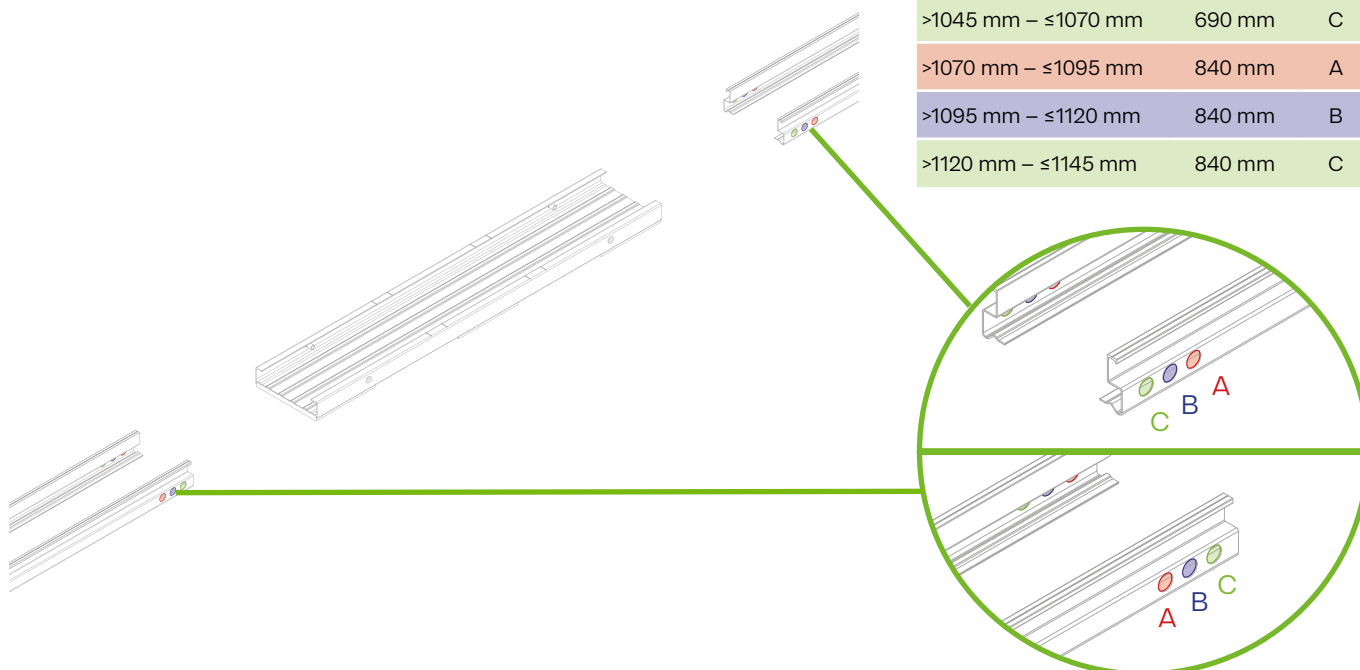 >1045 mm – ≤1070 mm 690 mm C
>1070 mm – ≤1095 mm 840 mm A
>1095 mm – ≤1120 mm 840 mm B
>1120 mm – ≤1145 mm 840 mm C
A
B
C
C
B
A